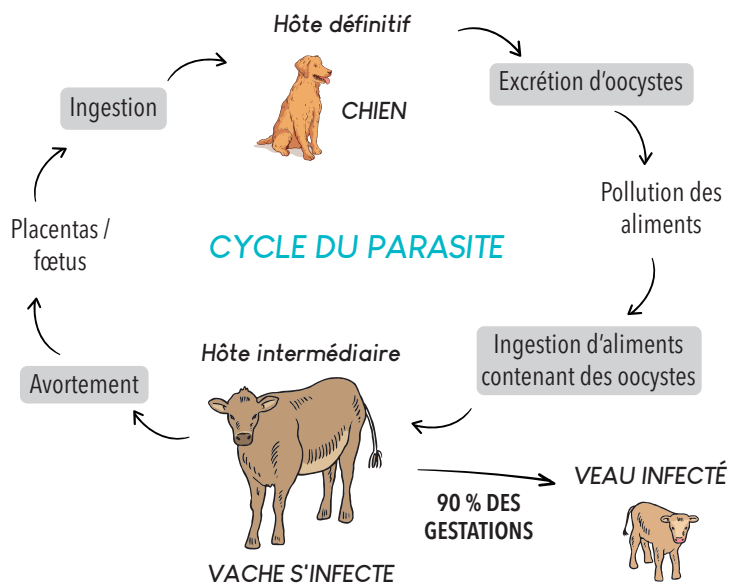 Hôte définitif
CHIEN
Excrétion d'oocystes
Pollution des
aliments
Ingestion d'aliments
contenant des oocystes
Hôte intermédiaire
VACHE S'INFECTE
90 % DES
GESTATIONS
VEAU INFECTÉ
Avortement
Placentas /
fœtus
Ingestion
CYCLE DU PARASITE